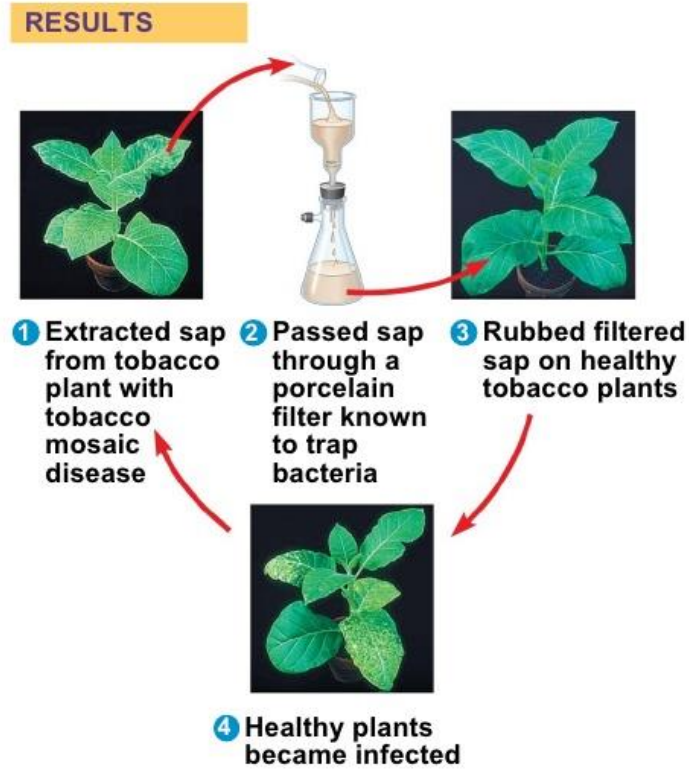 RESULTS
1 Extracted sap
from tobacco
plant with
tobacco
mosaic
disease
2 Passed sap
through a
porcelain
filter known
to trap
bacteria
3 Rubbed filtered
sap on healthy
tobacco plants
4 Healthy plants
became infected